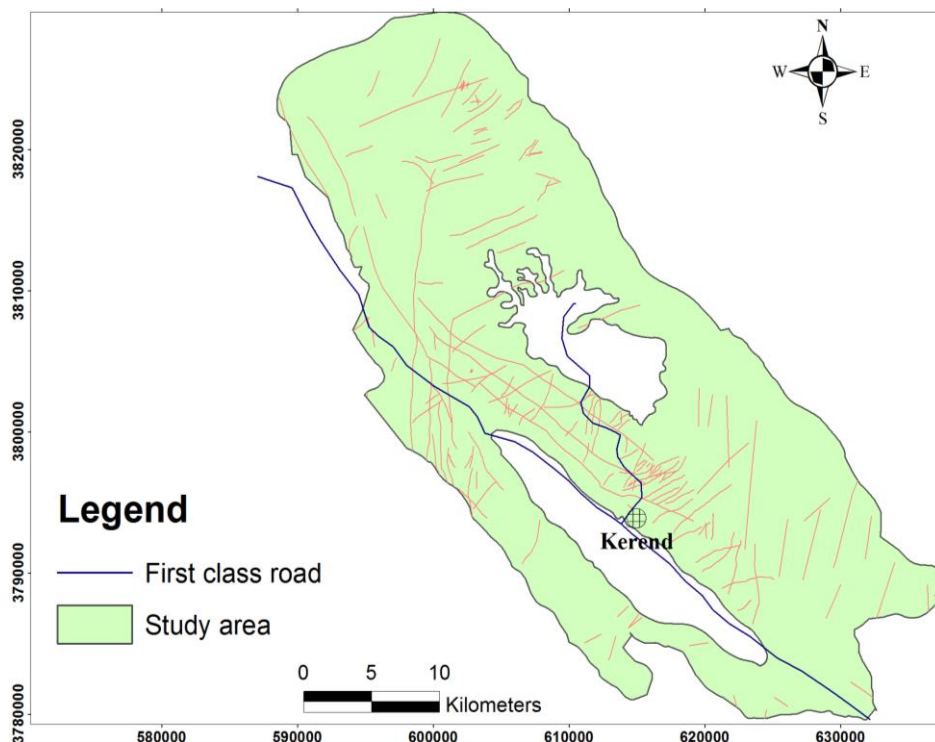 N
W E
S
3820000
3810000
3800000
3790000
3780000
Kerend
Legend
First class road
Study area
0 5 10
Kilometers
580000 590000 600000 610000 620000 630000